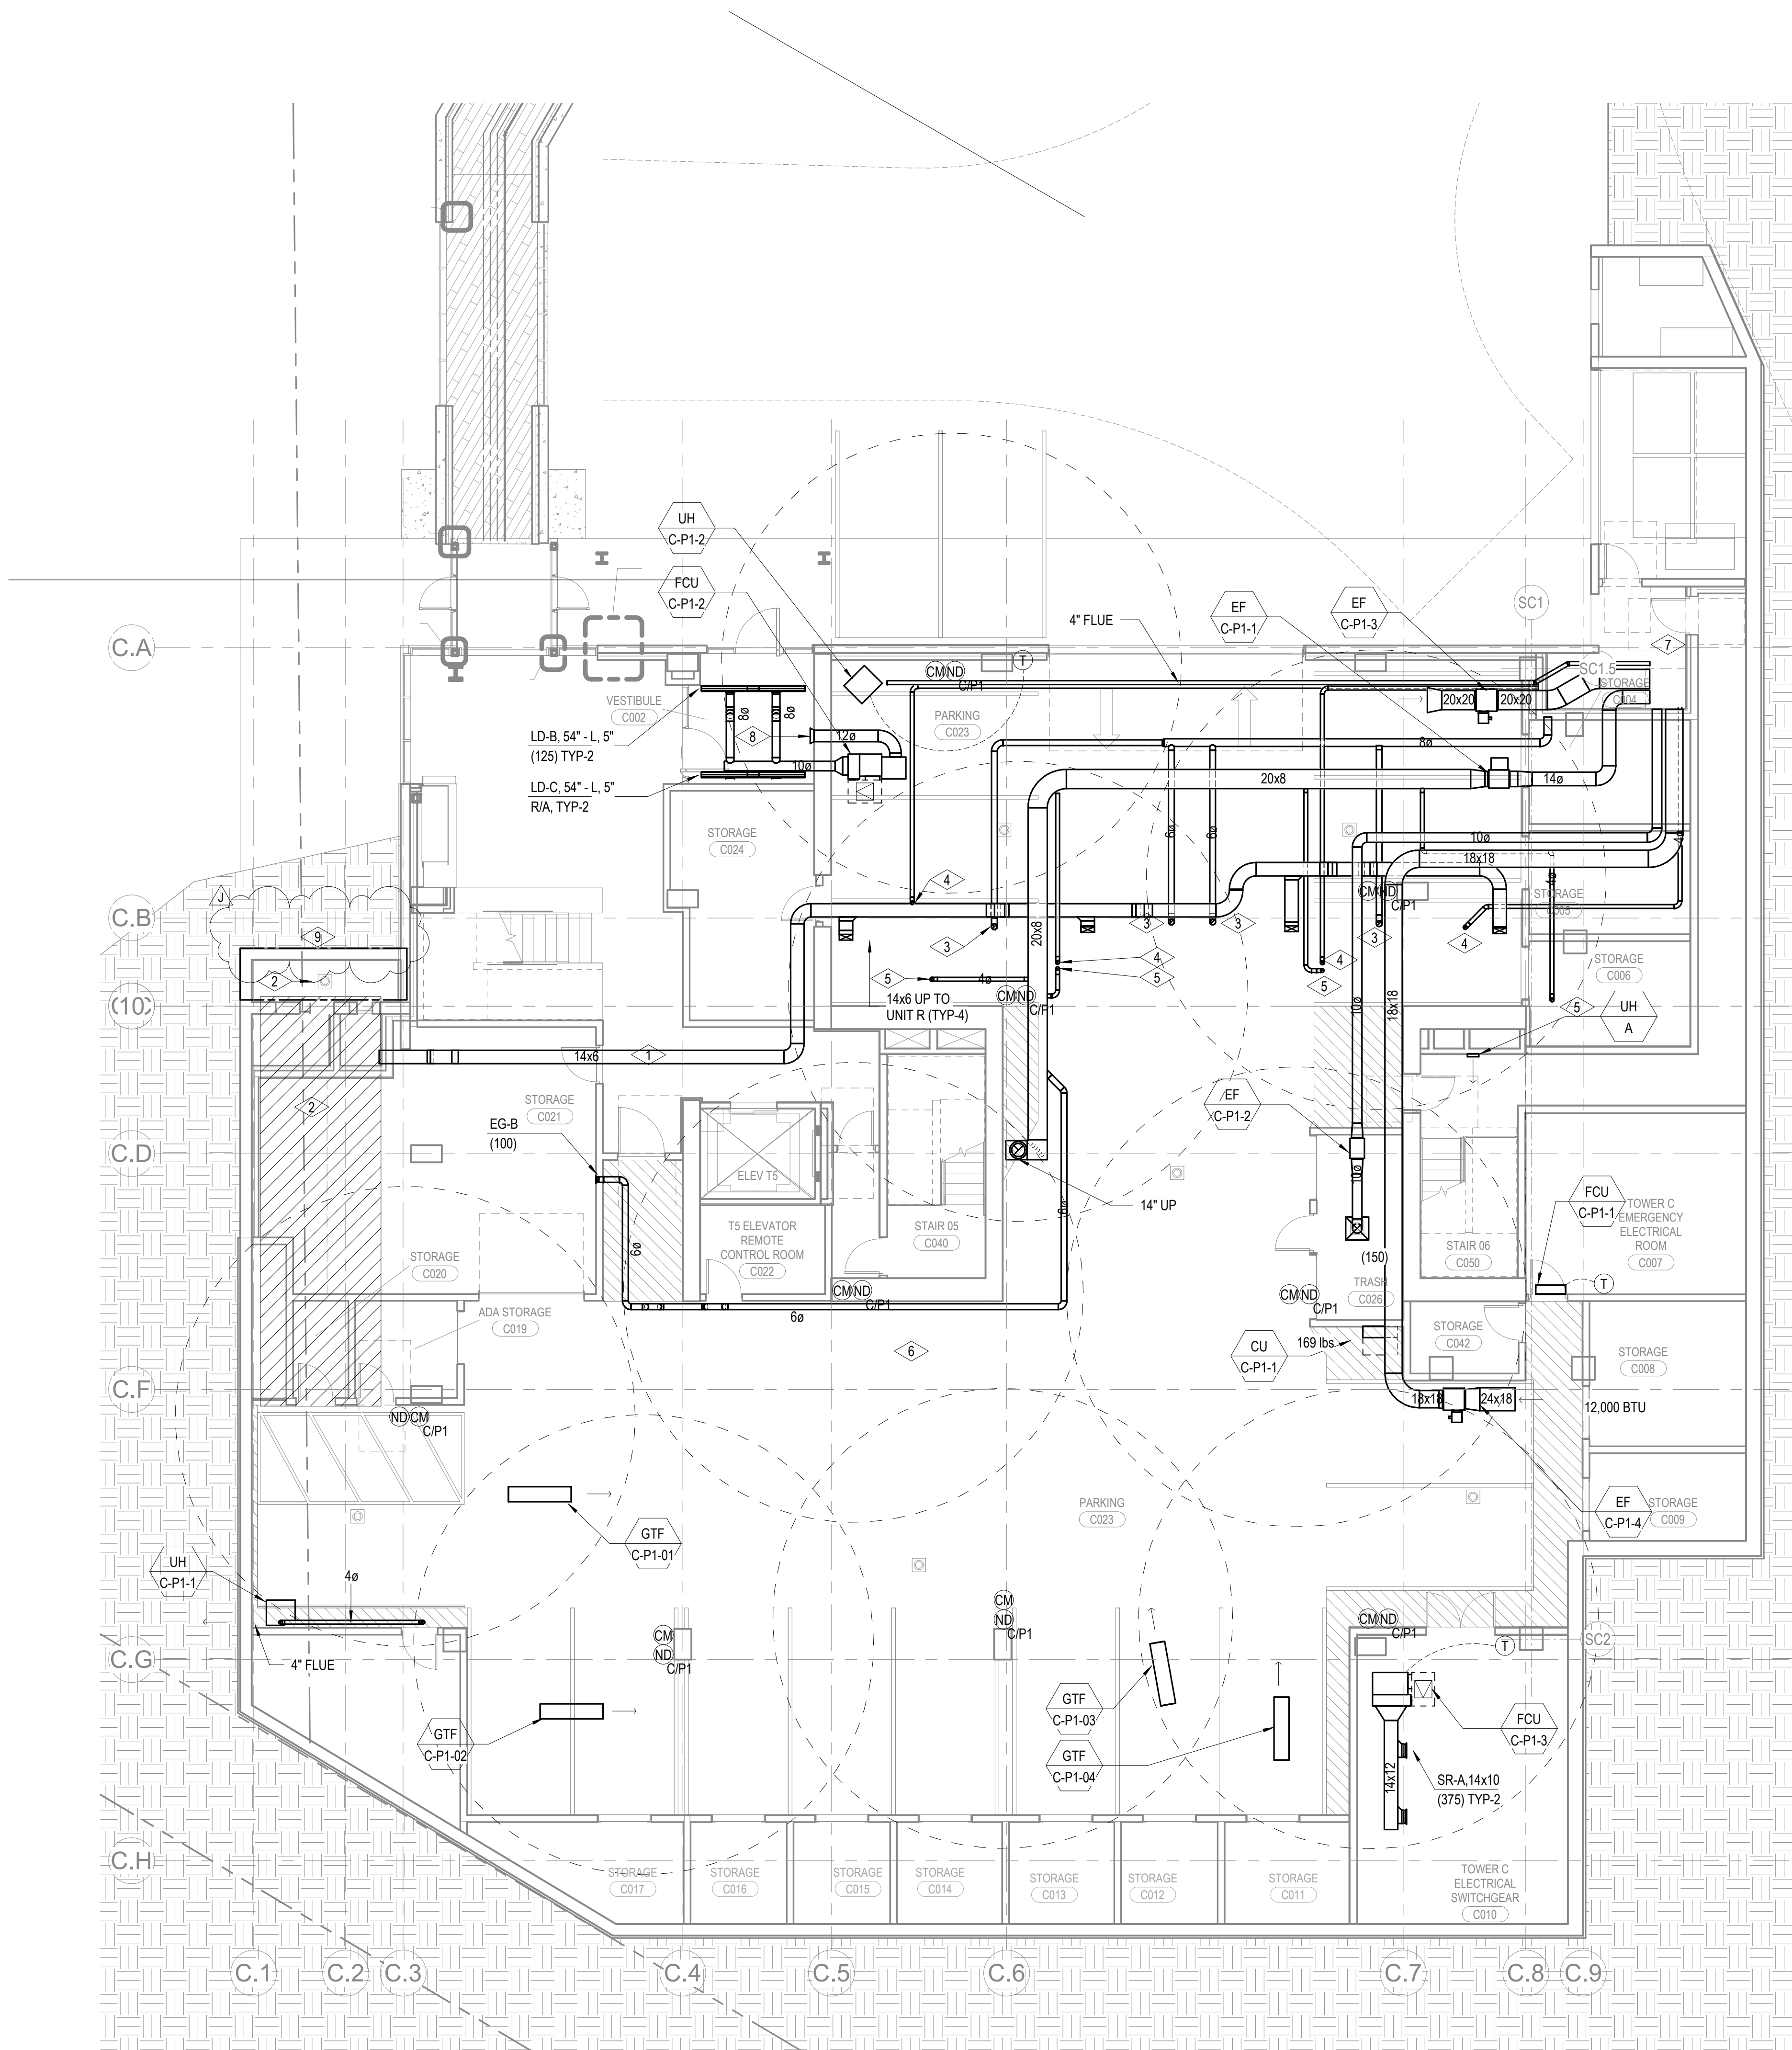 UH
C-P1-2
FCU
C-P1-2
EF
C-P1-1
EF
C-P1-3
SC1
4" FLUE
C.A
7
CM ND
C/P1
T
SC1.5
STORAGE
C004
VESTIBULE
C002
8ø
8ø
PARKING
C023
20x20
20x20
LD-B, 54" - L, 5"
(125) TYP-2
8
12ø
10ø
8ø
LD-C, 54" - L, 5"
R/A, TYP-2
20x8
14ø
STORAGE
C024
6ø
6ø
10ø
4ø
18x18
J
4
CM ND
C/P1
4ø
STORAGE
C005
C.B
9
3
3
3
3
4
20x8
2
5
4ø
4
5
4
5
STORAGE
C006
14x6 UP TO
UNIT R (TYP-4)
CM ND
C/P1
10ø
18x18
5
UH
A
14x6
1
2
STORAGE
C021
EG-B
(100)
EF
C-P1-2
C.D
ELEV T5
10ø
14" UP
6ø
FCU
C-P1-1
TOWER C
EMERGENCY
ELECTRICAL
ROOM
C007
T5 ELEVATOR
REMOTE
CONTROL ROOM
C022
STAIR 05
C040
6ø
STAIR 06
C050
(150)
STORAGE
C020
TRASH
C026
T
CM ND
C/P1
CM ND
C/P1
ADA STORAGE
C019
6ø
STORAGE
C042
6
CU
C-P1-1
169 lbs
STORAGE
C008
C.F
18x18
24x18
12,000 BTU
ND CM
C/P1
PARKING
C023
EF
C-P1-4
STORAGE
C009
GTF
C-P1-01
UH
C-P1-1
4ø
CM
ND
C/P1
CM
ND
C/P1
CM ND
C/P1
SC2
T
C.G
4" FLUE
GTF
C-P1-02
GTF
C-P1-03
GTF
C-P1-04
FCU
C-P1-3
14x12
SR-A,14x10
(375) TYP-2
C.H
STORAGE
C017
STORAGE
C016
STORAGE
C015
STORAGE
C014
STORAGE
C013
STORAGE
C012
STORAGE
C011
TOWER C
ELECTRICAL
SWITCHGEAR
C010
C.1
C.2
C.3
C.4
C.5
C.6
C.7
C.8
C.9